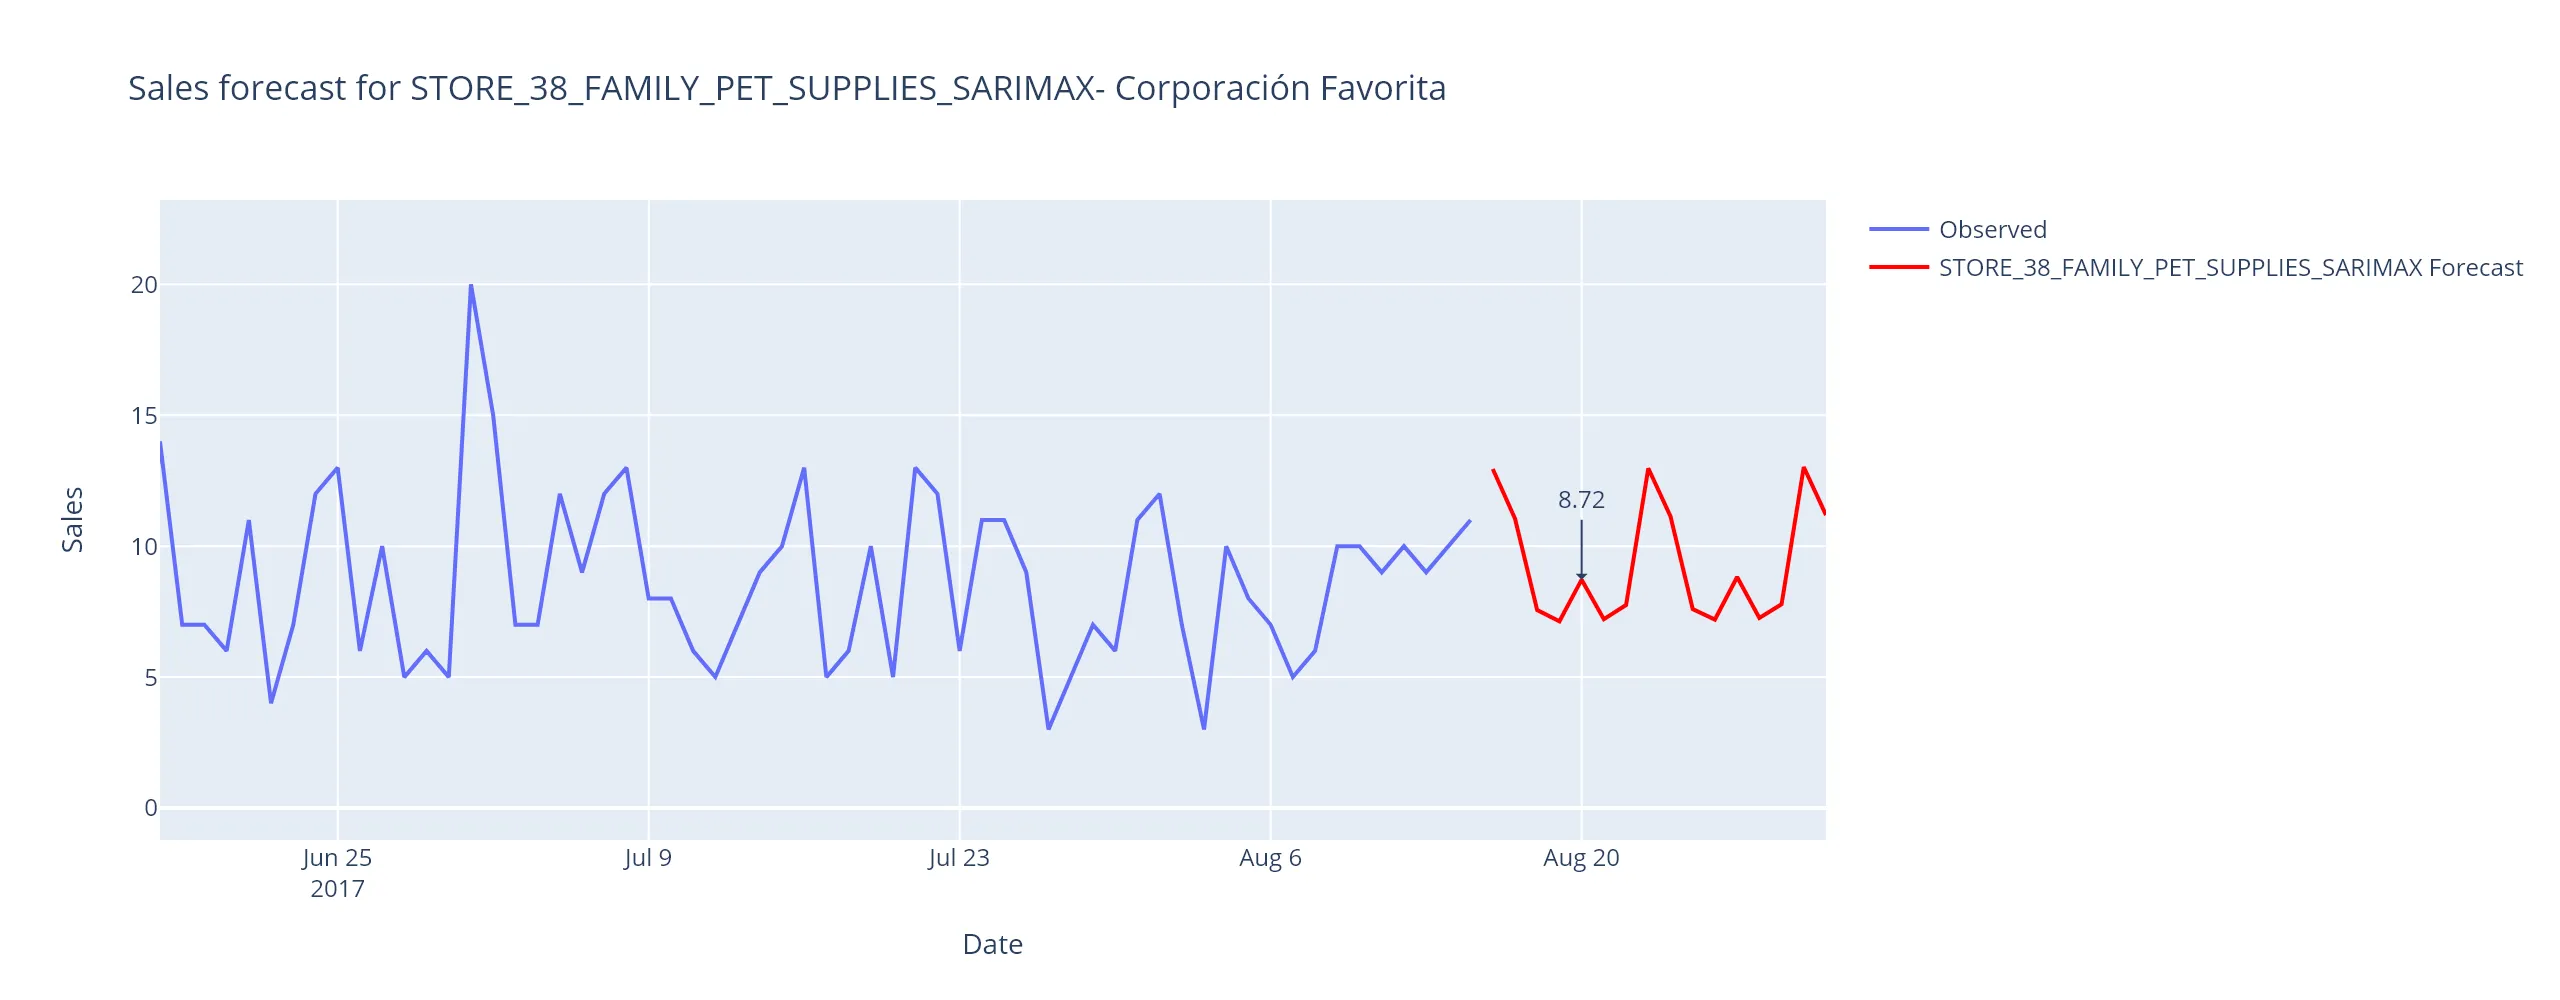 Sales forecast for STORE_38_FAMILY_PET_SUPPLIES_SARIMAX- Corporación Favorita
Observed
STORE_38_FAMILY_PET_SUPPLIES_SARIMAX Forecast
Sales
20
15
10
5
0
8.72
Jun 25
2017
Jul 9
Jul 23
Aug 6
Aug 20
Date